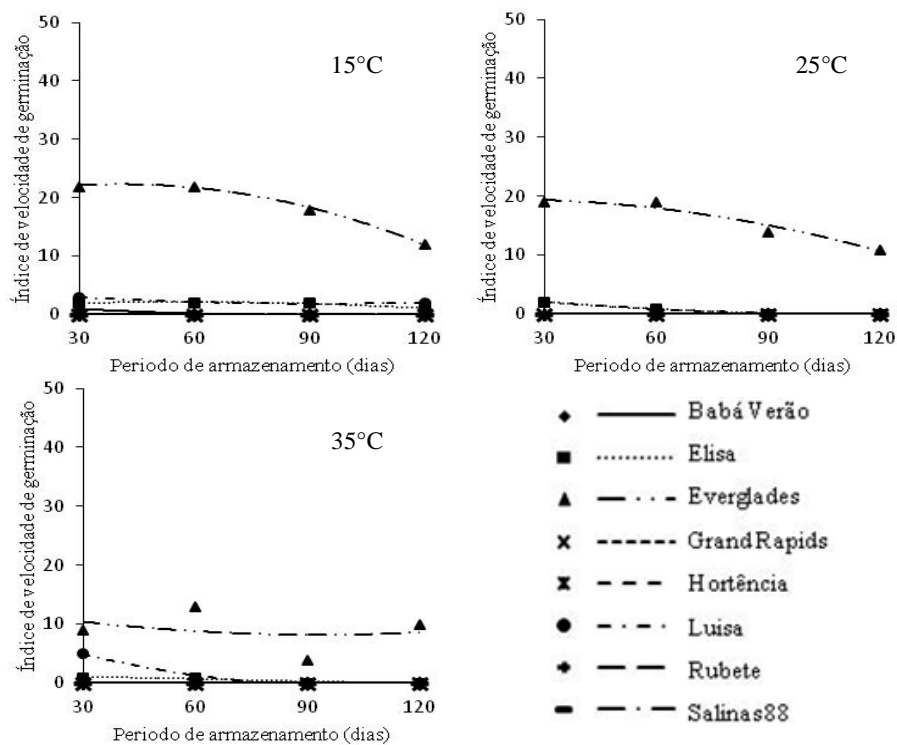 50
15°C
40
30
20
10
0
30 60 90 120
Índice de velocidade de germinação
Periodo de armazenamento (dias)
50
25°C
40
30
20
10
0
30 60 90 120
Índice de velocidade de germinação
Periodo de armazenamento (dias)
50
35°C
40
30
20
10
0
30 60 90 120
Índice de velocidade de germinação
Periodo de armazenamento (dias)
Babá Verão
Elisa
Everglades
Grand Rapids
Hortência
Luisa
Rubete
Salinas88